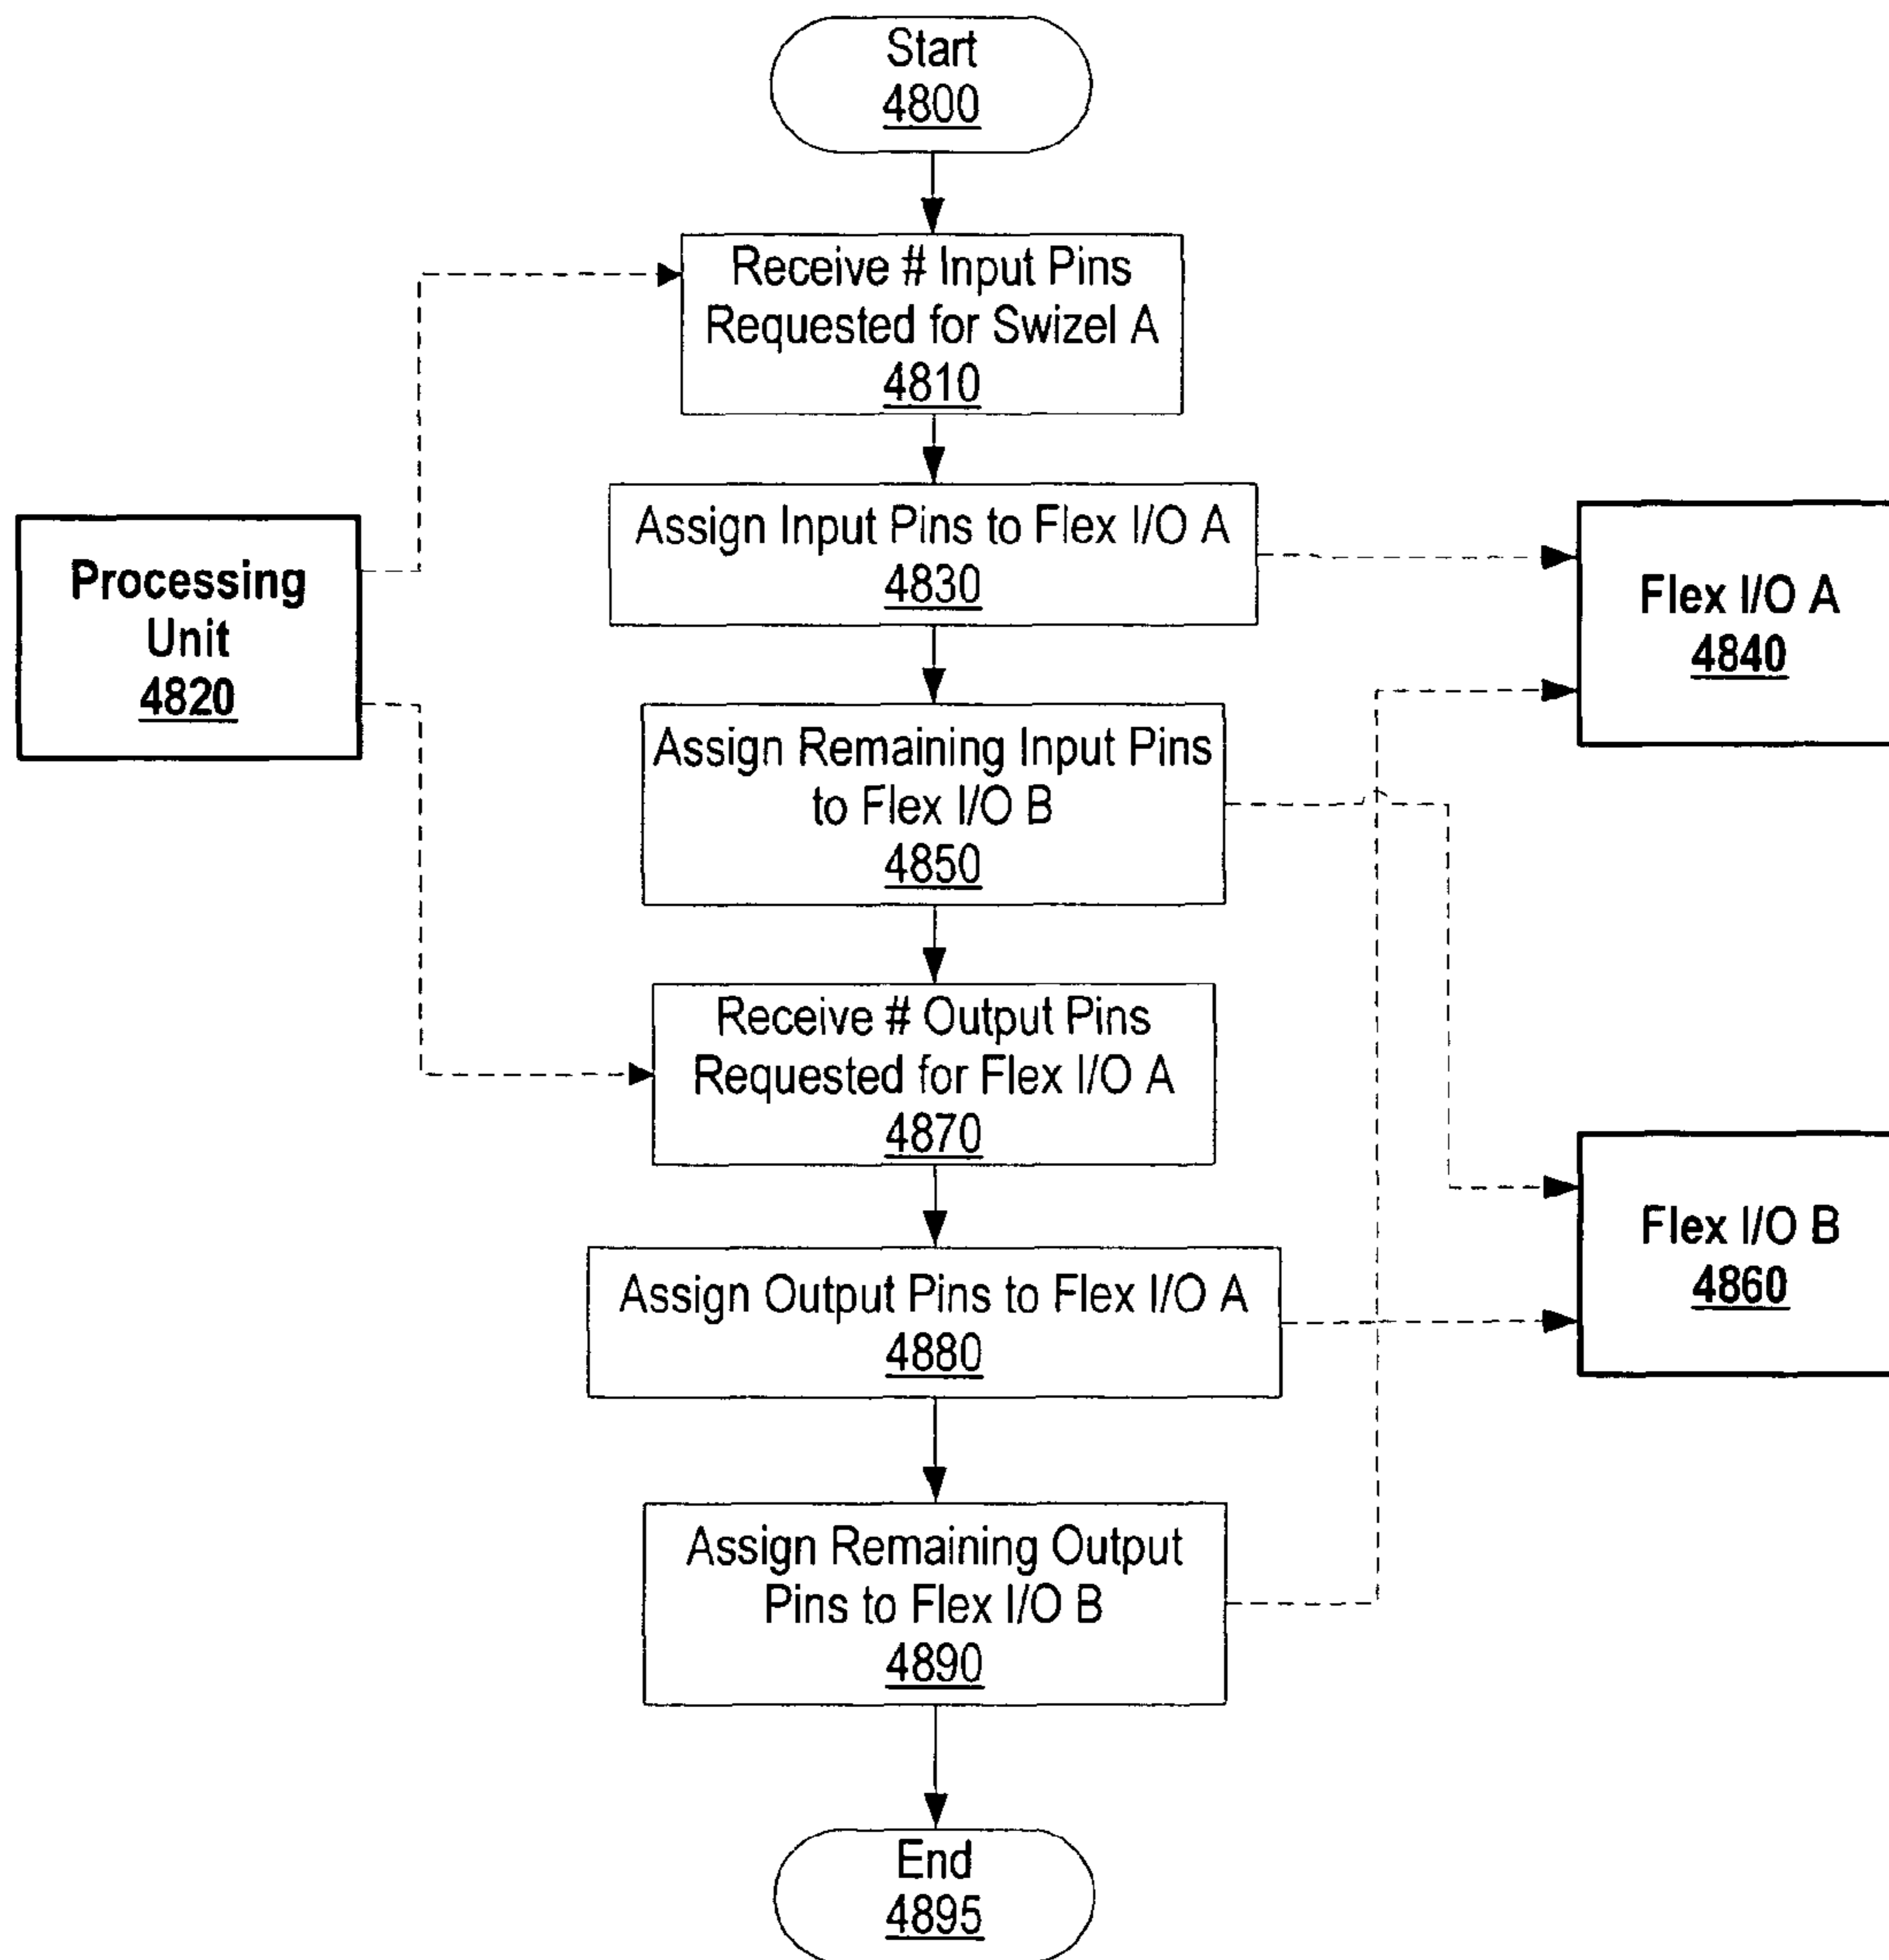 Start
4800
Receive # Input Pins
Requested for Swizel A
4810
Assign Input Pins to Flex I/O A
4830
Processing
Unit
4820
Flex I/O A
4840
Assign Remaining Input Pins
to Flex I/O B
4850
Receive # Output Pins
Requested for Flex I/O A
4870
Flex I/O B
4860
Assign Output Pins to Flex I/O A
4880
Assign Remaining Output
Pins to Flex I/O B
4890
End
4895